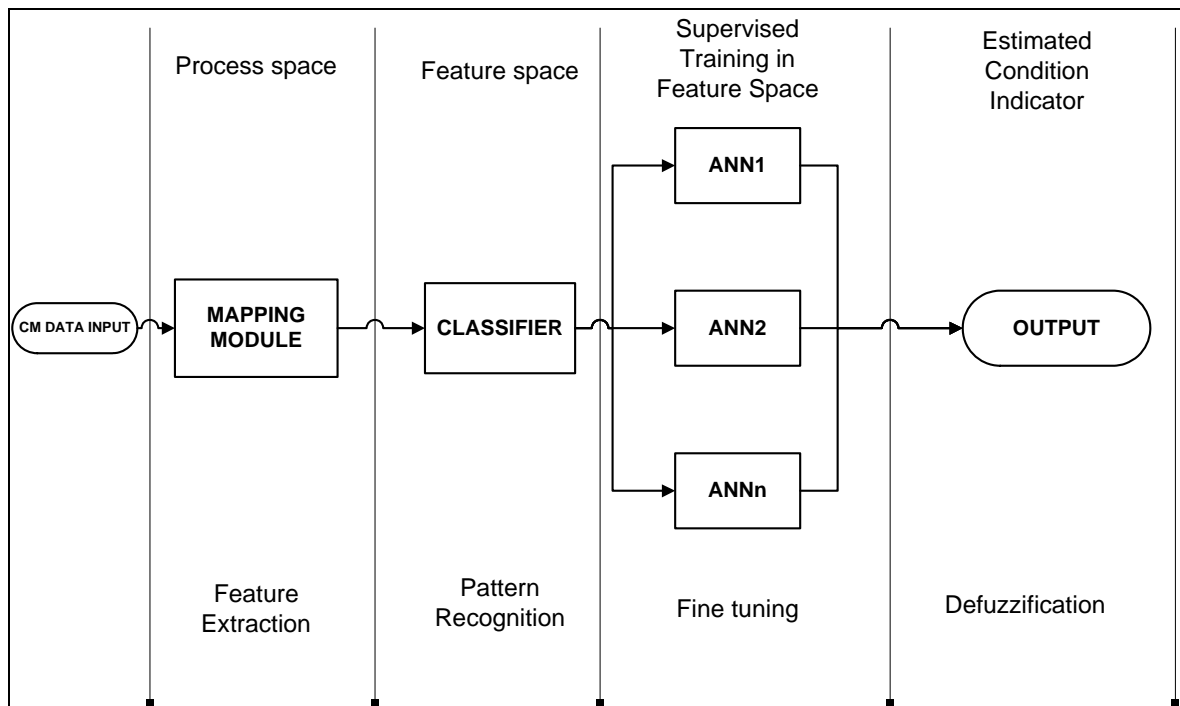 Process space
Feature space
Supervised
Training in
Feature Space
Estimated
Condition
Indicator
ANN1
CM DATA INPUT
MAPPING
MODULE
CLASSIFIER
ANN2
OUTPUT
ANNn
Feature
Extraction
Pattern
Recognition
Fine tuning
Defuzzification